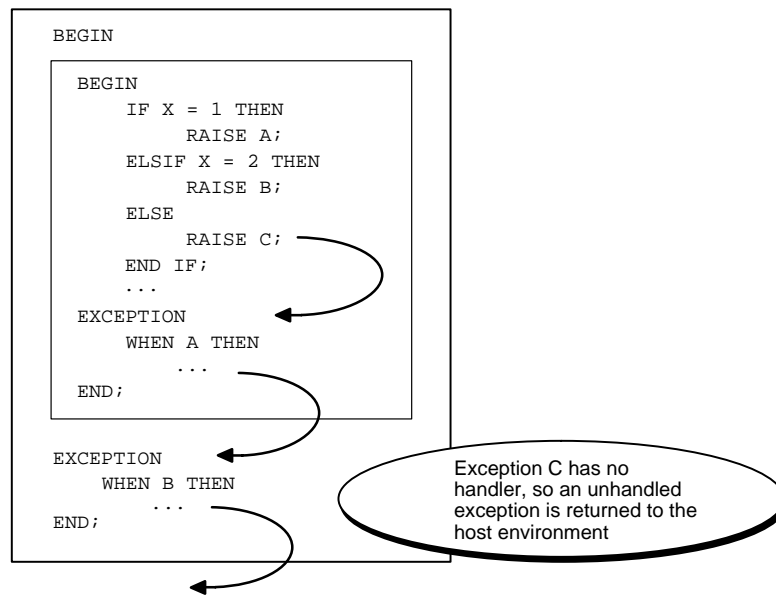 BEGIN
BEGIN
IF X = 1 THEN
RAISE A;
ELSIF X = 2 THEN
RAISE B;
ELSE
RAISE C;
END IF;
...
EXCEPTION
WHEN A THEN
...
END;
EXCEPTION
WHEN B THEN
...
END;
Exception C has no
handler, so an unhandled
exception is returned to the
host environment